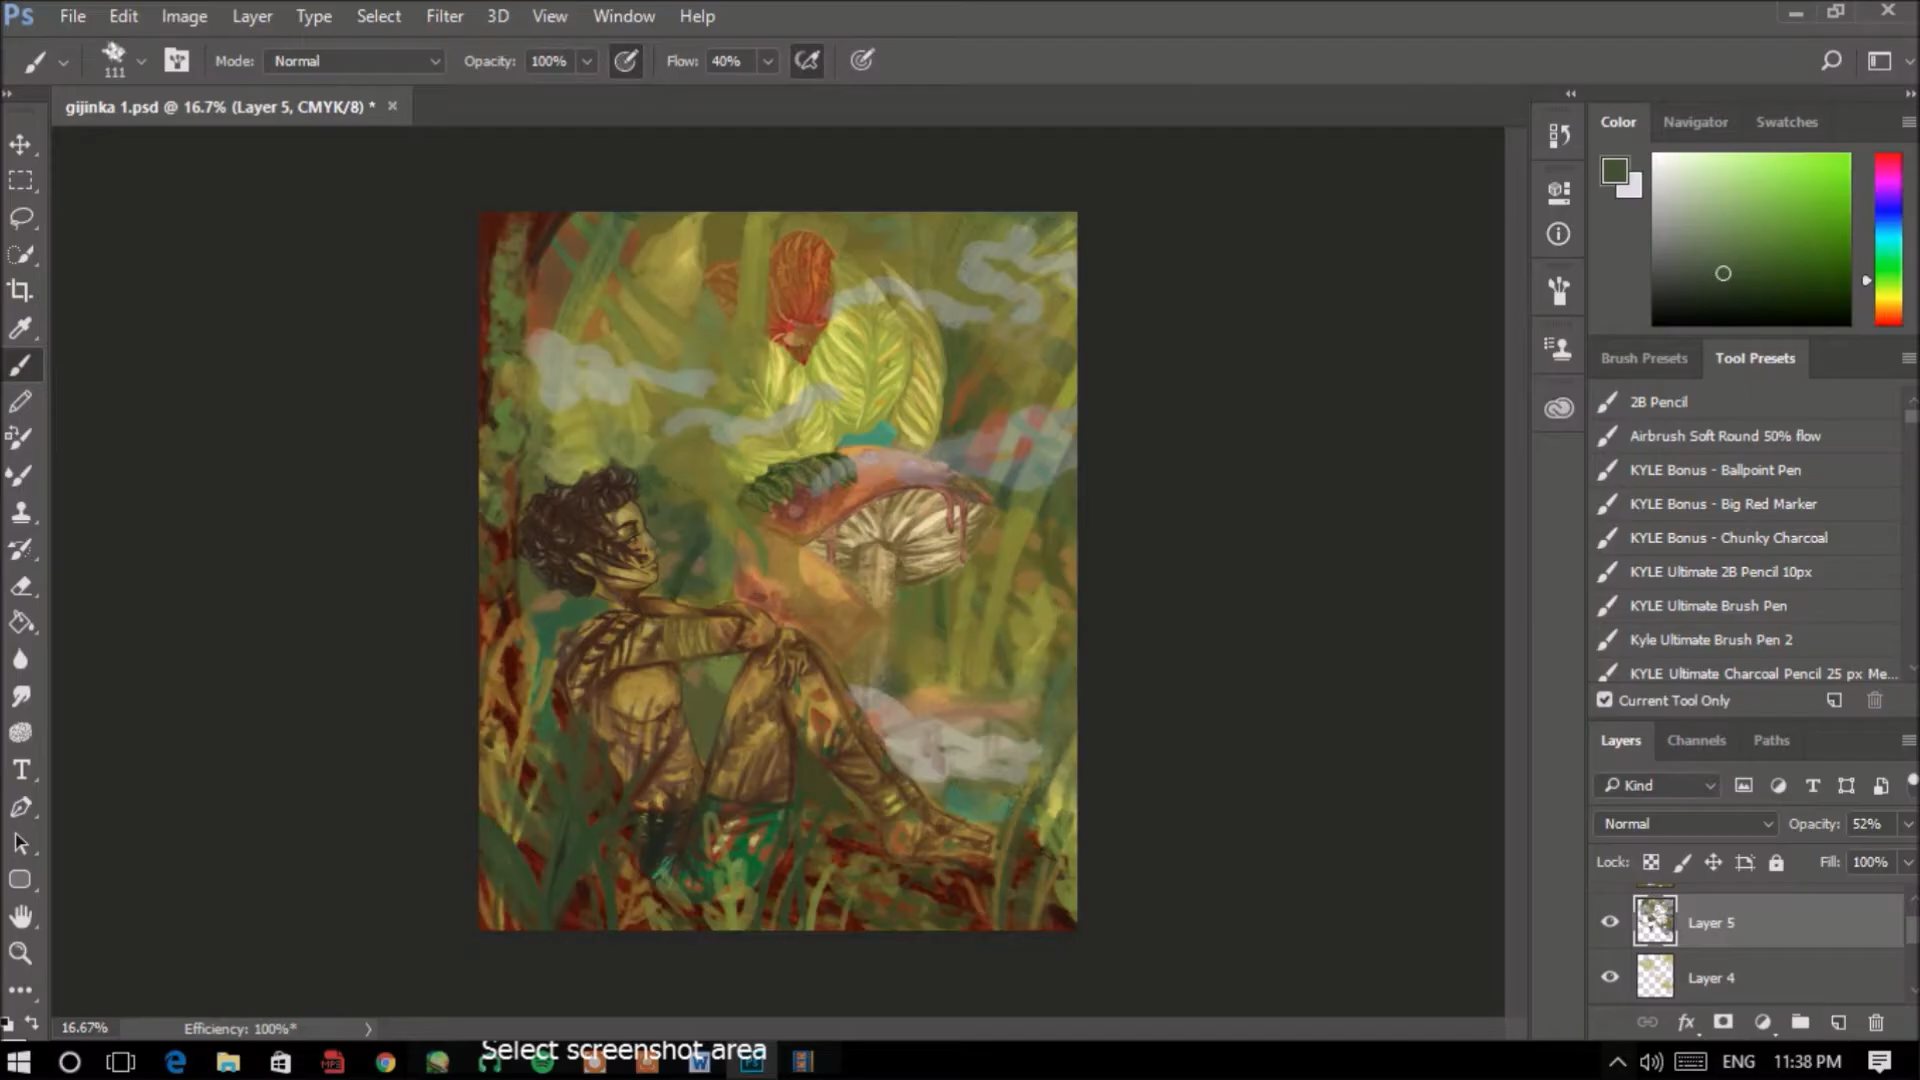 Ps File Edit Image Layer Type Select Filter 3D View Window Help
111 Mode: Normal Opacity: 100% Flow: 40%
gijinka 1.psd @ 16.7% (Layer 5, CMYK/8) *
Color Navigator Swatches
Brush Presets Tool Presets
2B Pencil
Airbrush Soft Round 50% flow
KYLE Bonus - Ballpoint Pen
KYLE Bonus - Big Red Marker
KYLE Bonus - Chunky Charcoal
KYLE Ultimate 2B Pencil 10px
KYLE Ultimate Brush Pen
Kyle Ultimate Brush Pen 2
KYLE Ultimate Charcoal Pencil 25 px Me...
Current Tool Only
Layers Channels Paths
Kind
Normal Opacity: 52%
Lock: Fill: 100%
Layer 5
Layer 4
fx
16.67% Efficiency: 100%*
Select screenshot area
ENG 11:38 PM